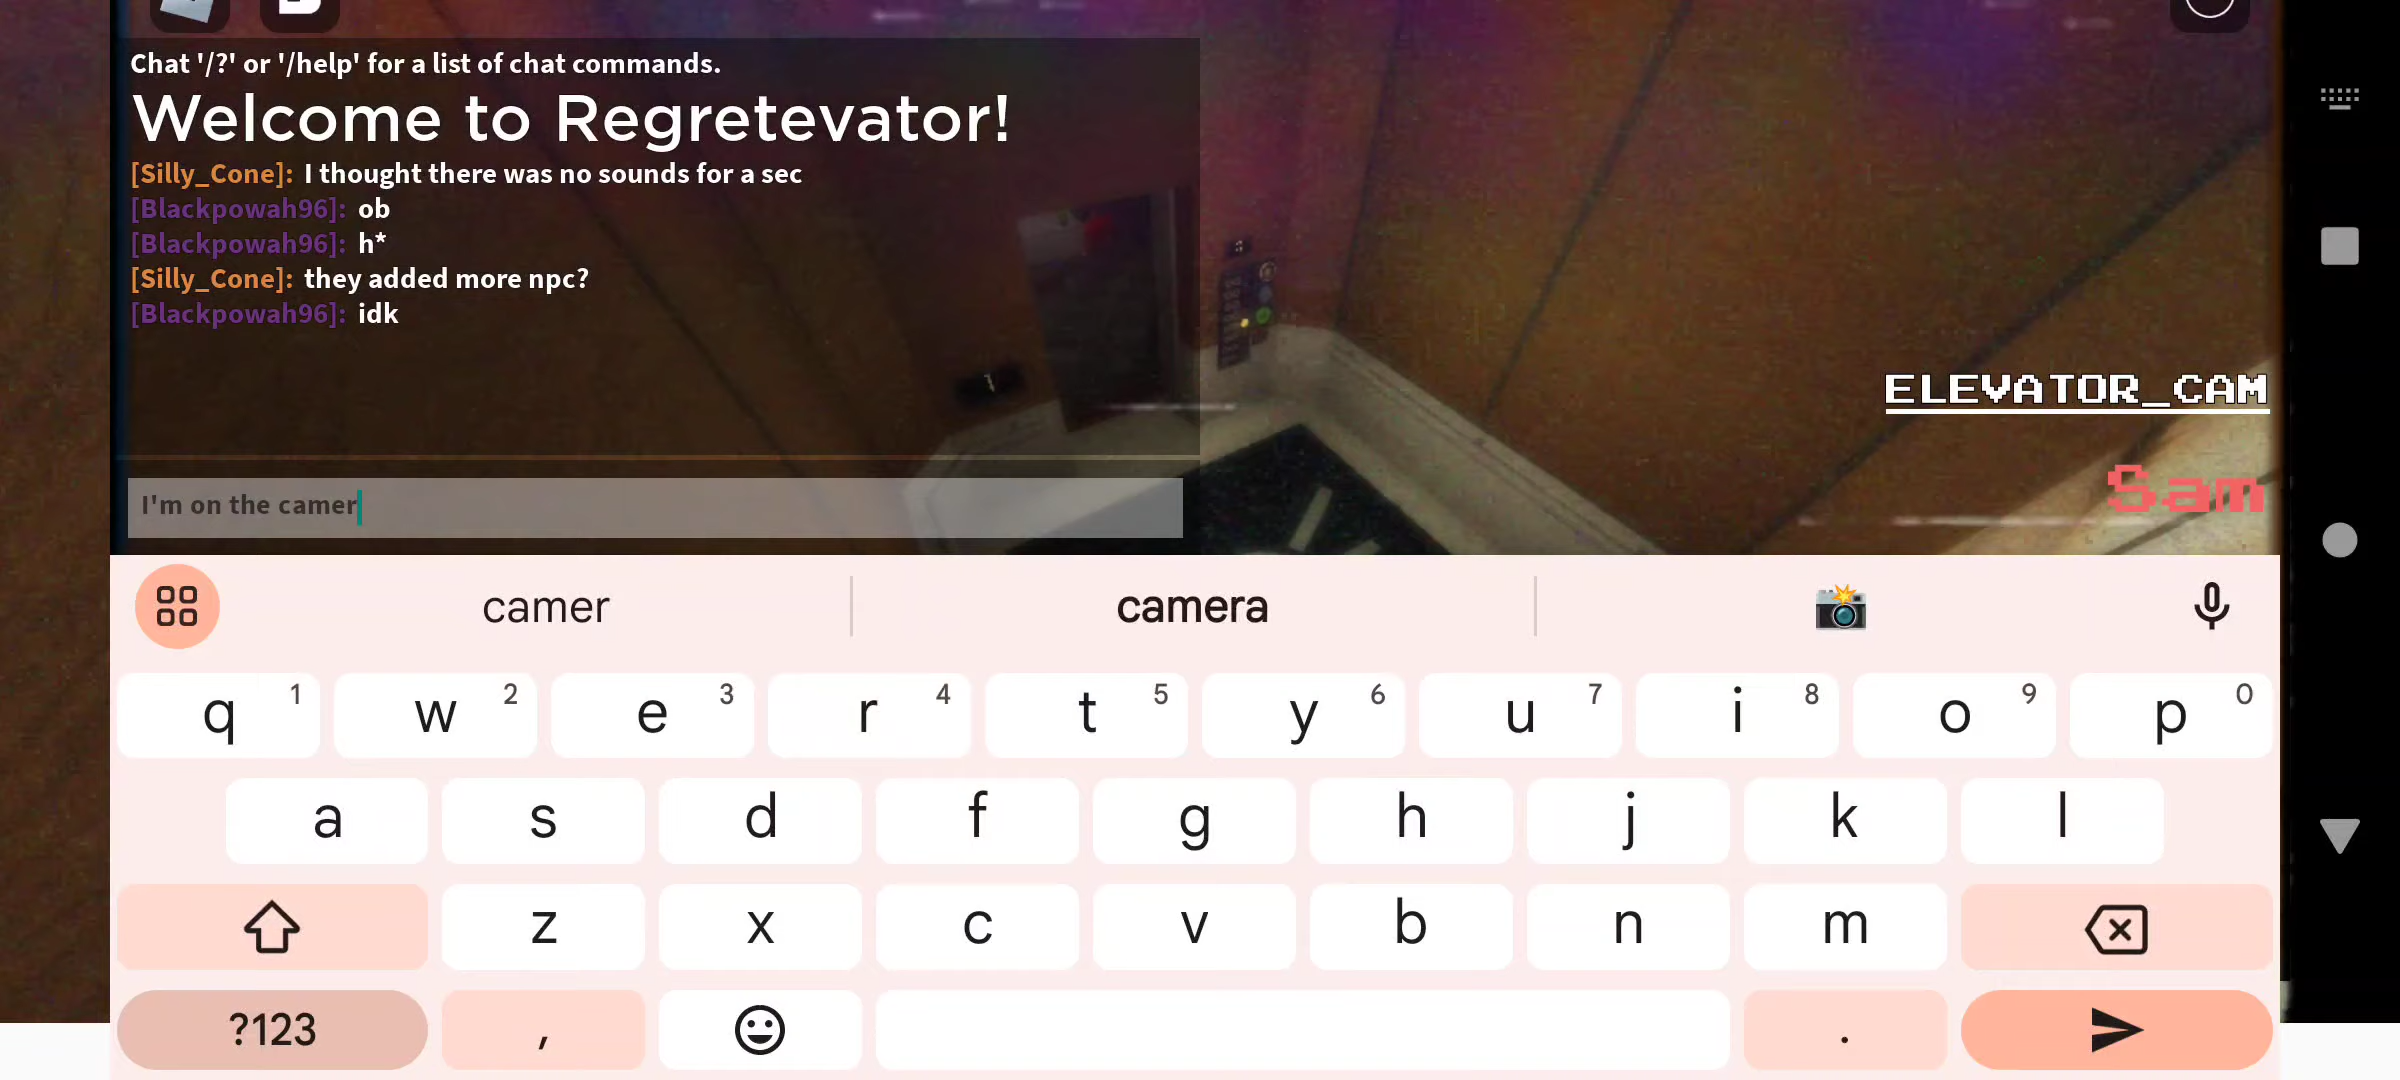 Chat '/?' or '/help' for a list of chat commands.
Welcome to Regretevator!
[Silly_Cone]: I thought there was no sounds for a sec
[Blackpowah96]: ob
[Blackpowah96]: h*
[Silly_Cone]: they added more npc?
[Blackpowah96]: idk
ELEVATOR_CAM
Sam
I'm on the camer
camer camera
q 1 w 2 e 3 r 4 t 5 y 6 u 7 i 8 o 9 p 0
a s d f g h j k l
z x c v b n m
?123 , .